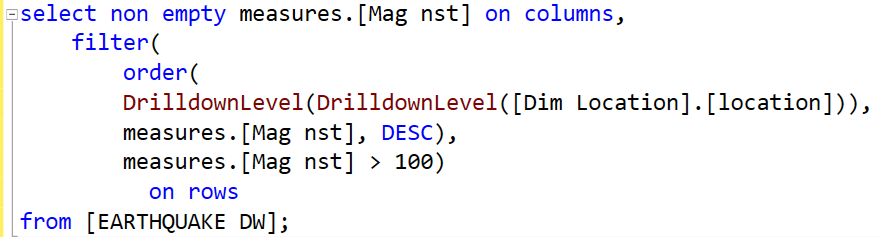 select non empty measures.[Mag nst] on columns,
filter(
order(
DrilldownLevel(DrilldownLevel([Dim Location].[location])),
measures.[Mag nst], DESC),
measures.[Mag nst] > 100)
on rows
from [EARTHQUAKE DW];